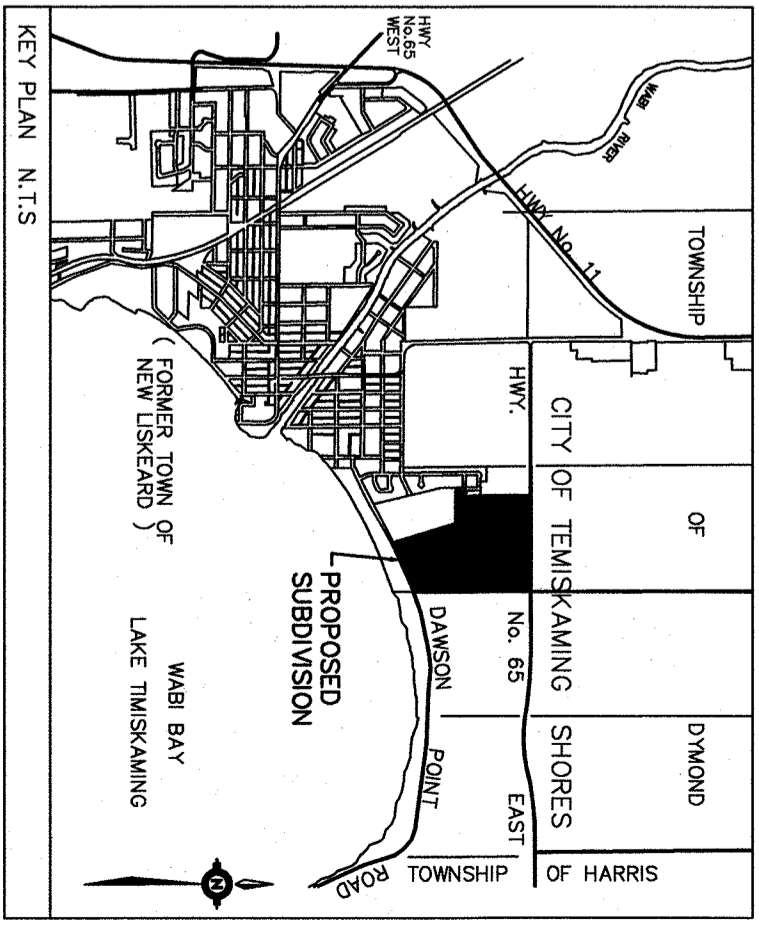 WABI
RIVER
TOWNSHIP
OF
DYMOND
HWY
No.65
WEST
HWY No. 11
CITY OF TEMISKAMING SHORES
HWY.
No. 65
EAST
TOWNSHIP OF HARRIS
DAWSON
POINT
ROAD
PROPOSED
SUBDIVISION
( FORMER TOWN OF
NEW LISKEARD )
WABI BAY
LAKE TIMISKAMING
N
KEY PLAN N.T.S